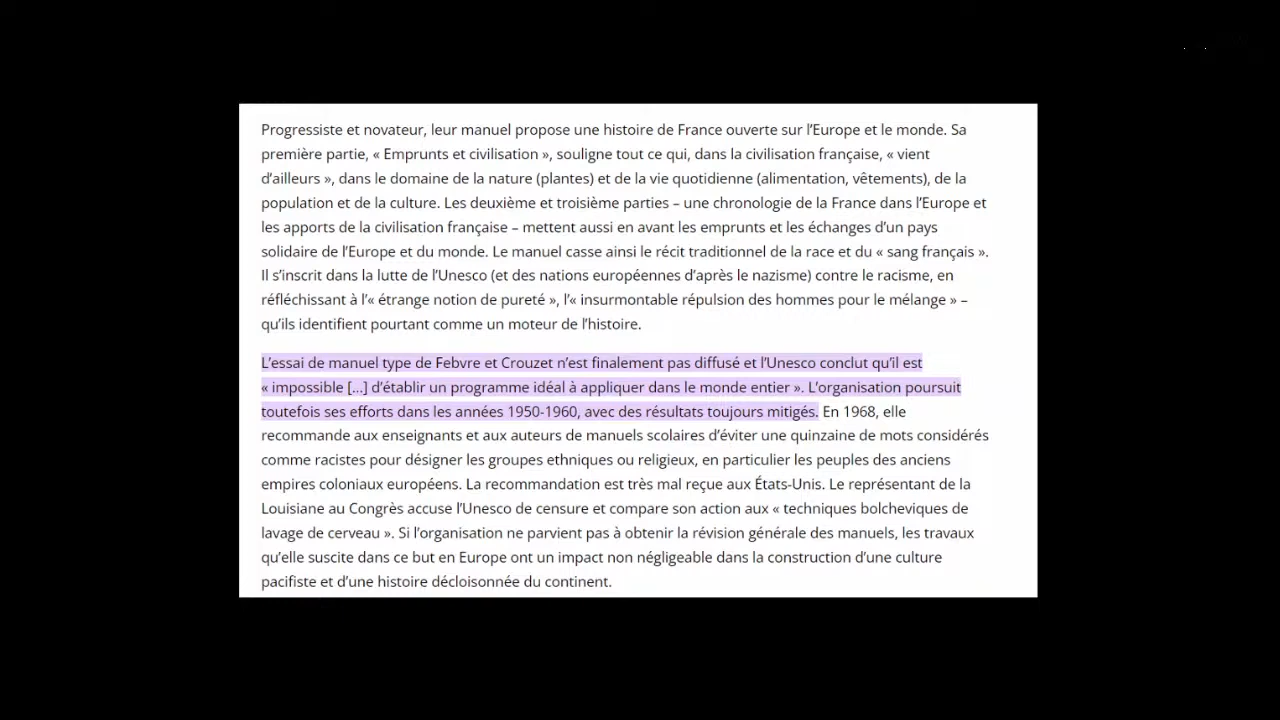 Progressiste et novateur, leur manuel propose une histoire de France ouverte sur l’Europe et le monde. Sa
première partie, « Emprunts et civilisation », souligne tout ce qui, dans la civilisation française, « vient
d’ailleurs », dans le domaine de la nature (plantes) et de la vie quotidienne (alimentation, vêtements), de la
population et de la culture. Les deuxième et troisième parties – une chronologie de la France dans l’Europe et
les apports de la civilisation française – mettent aussi en avant les emprunts et les échanges d’un pays
solidaire de l’Europe et du monde. Le manuel casse ainsi le récit traditionnel de la race et du « sang français ».
Il s’inscrit dans la lutte de l’Unesco (et des nations européennes d’après le nazisme) contre le racisme, en
réfléchissant à l’« étrange notion de pureté », l’« insurmontable répulsion des hommes pour le mélange » –
qu’ils identifient pourtant comme un moteur de l’histoire.
L’essai de manuel type de Febvre et Crouzet n’est finalement pas diffusé et l’Unesco conclut qu’il est
« impossible [...] d’établir un programme idéal à appliquer dans le monde entier ». L’organisation poursuit
toutefois ses efforts dans les années 1950-1960, avec des résultats toujours mitigés. En 1968, elle
recommande aux enseignants et aux auteurs de manuels scolaires d’éviter une quinzaine de mots considérés
comme racistes pour désigner les groupes ethniques ou religieux, en particulier les peuples des anciens
empires coloniaux européens. La recommandation est très mal reçue aux États-Unis. Le représentant de la
Louisiane au Congrès accuse l’Unesco de censure et compare son action aux « techniques bolcheviques de
lavage de cerveau ». Si l’organisation ne parvient pas à obtenir la révision générale des manuels, les travaux
qu’elle suscite dans ce but en Europe ont un impact non négligeable dans la construction d’une culture
pacifiste et d’une histoire décloisonnée du continent.